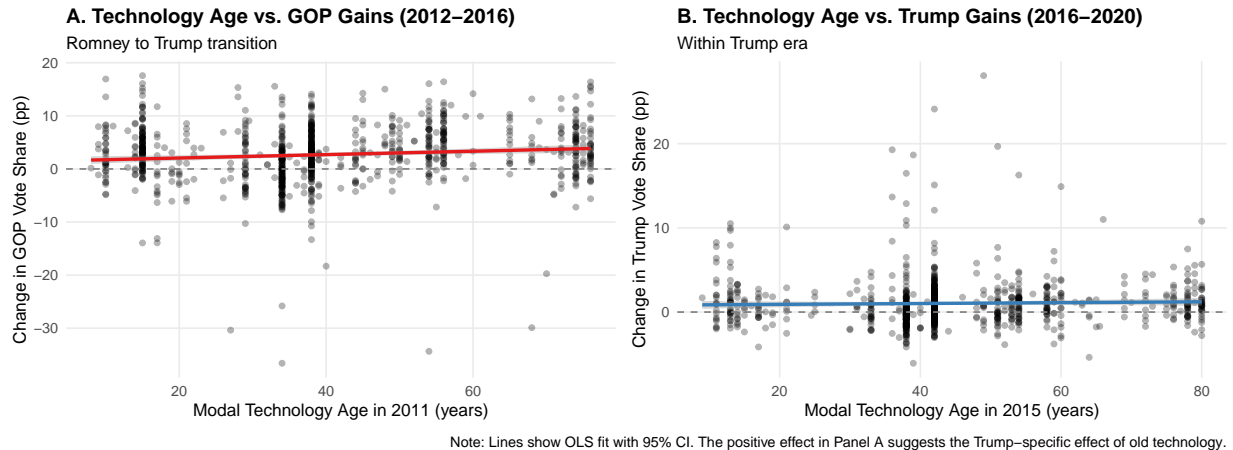 A. Technology Age vs. GOP Gains (2012–2016)
Romney to Trump transition
20
10
0
−10
−20
−30
Change in GOP Vote Share (pp)
20 40 60
Modal Technology Age in 2011 (years)
B. Technology Age vs. Trump Gains (2016–2020)
Within Trump era
20
10
0
Change in Trump Vote Share (pp)
20 40 60 80
Modal Technology Age in 2015 (years)
Note: Lines show OLS fit with 95% CI. The positive effect in Panel A suggests the Trump−specific effect of old technology.